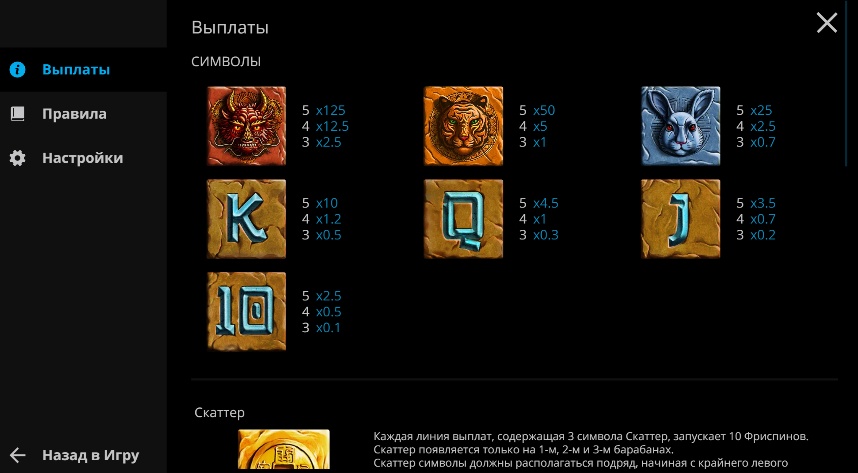 Выплаты
Правила
Настройки
Назад в Игру
Выплаты
СИМВОЛЫ
5 x125
4 x12.5
3 x2.5
5 x50
4 x5
3 x1
5 x25
4 x2.5
3 x0.7
K
5 x10
4 x1.2
3 x0.5
Q
5 x4.5
4 x1
3 x0.3
J
5 x3.5
4 x0.7
3 x0.2
10
5 x2.5
4 x0.5
3 x0.1
Скаттер
Каждая линия выплат, содержащая 3 символа Скаттер, запускает 10 Фриспинов.
Скаттер появляется только на 1-м, 2-м и 3-м барабанах.
Скаттер символы должны располагаться подряд, начиная с крайнего левого